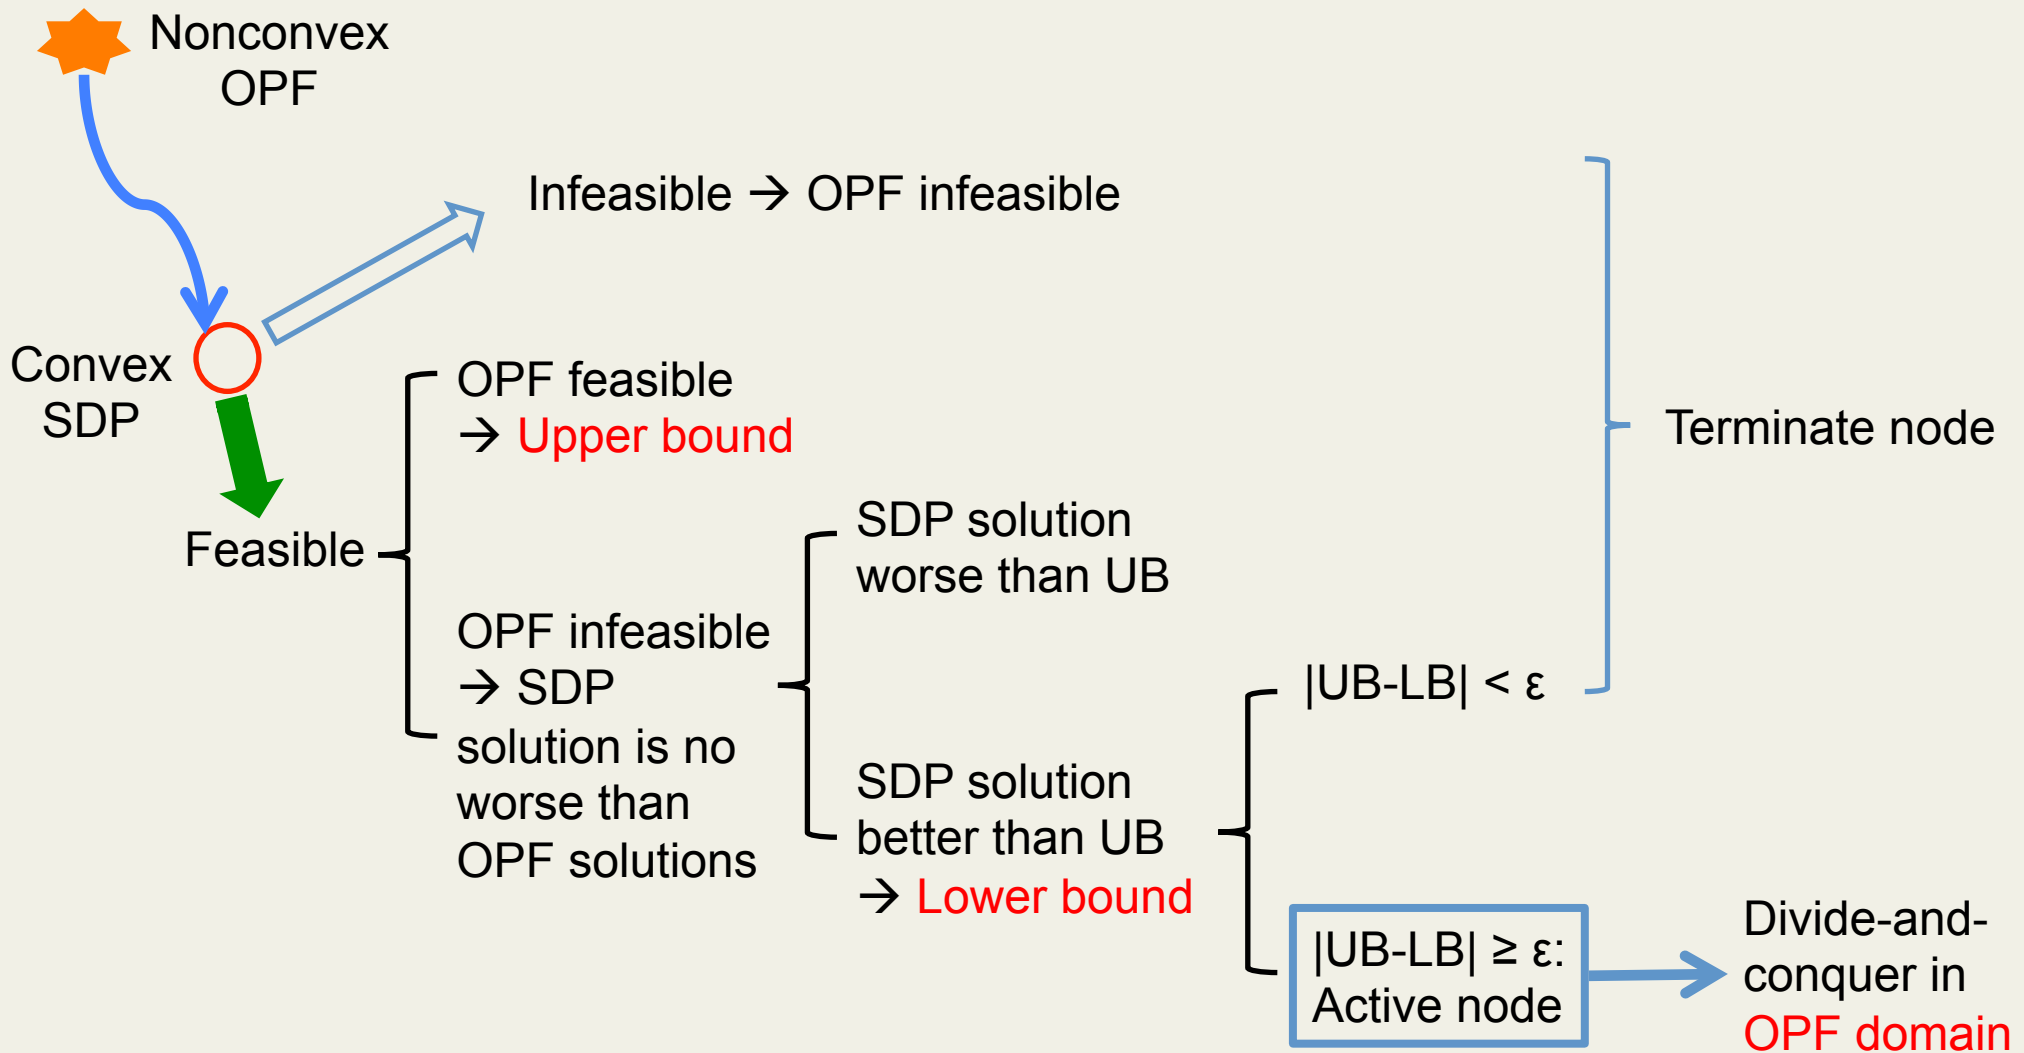 Nonconvex
OPF
Infeasible → OPF infeasible
Convex
SDP
OPF feasible
→ Upper bound
Terminate node
Feasible
SDP solution
worse than UB
OPF infeasible
→ SDP
solution is no
worse than
OPF solutions
|UB-LB| < ε
SDP solution
better than UB
→ Lower bound
|UB-LB| ≥ ε:
Active node
Divide-and-
conquer in
OPF domain